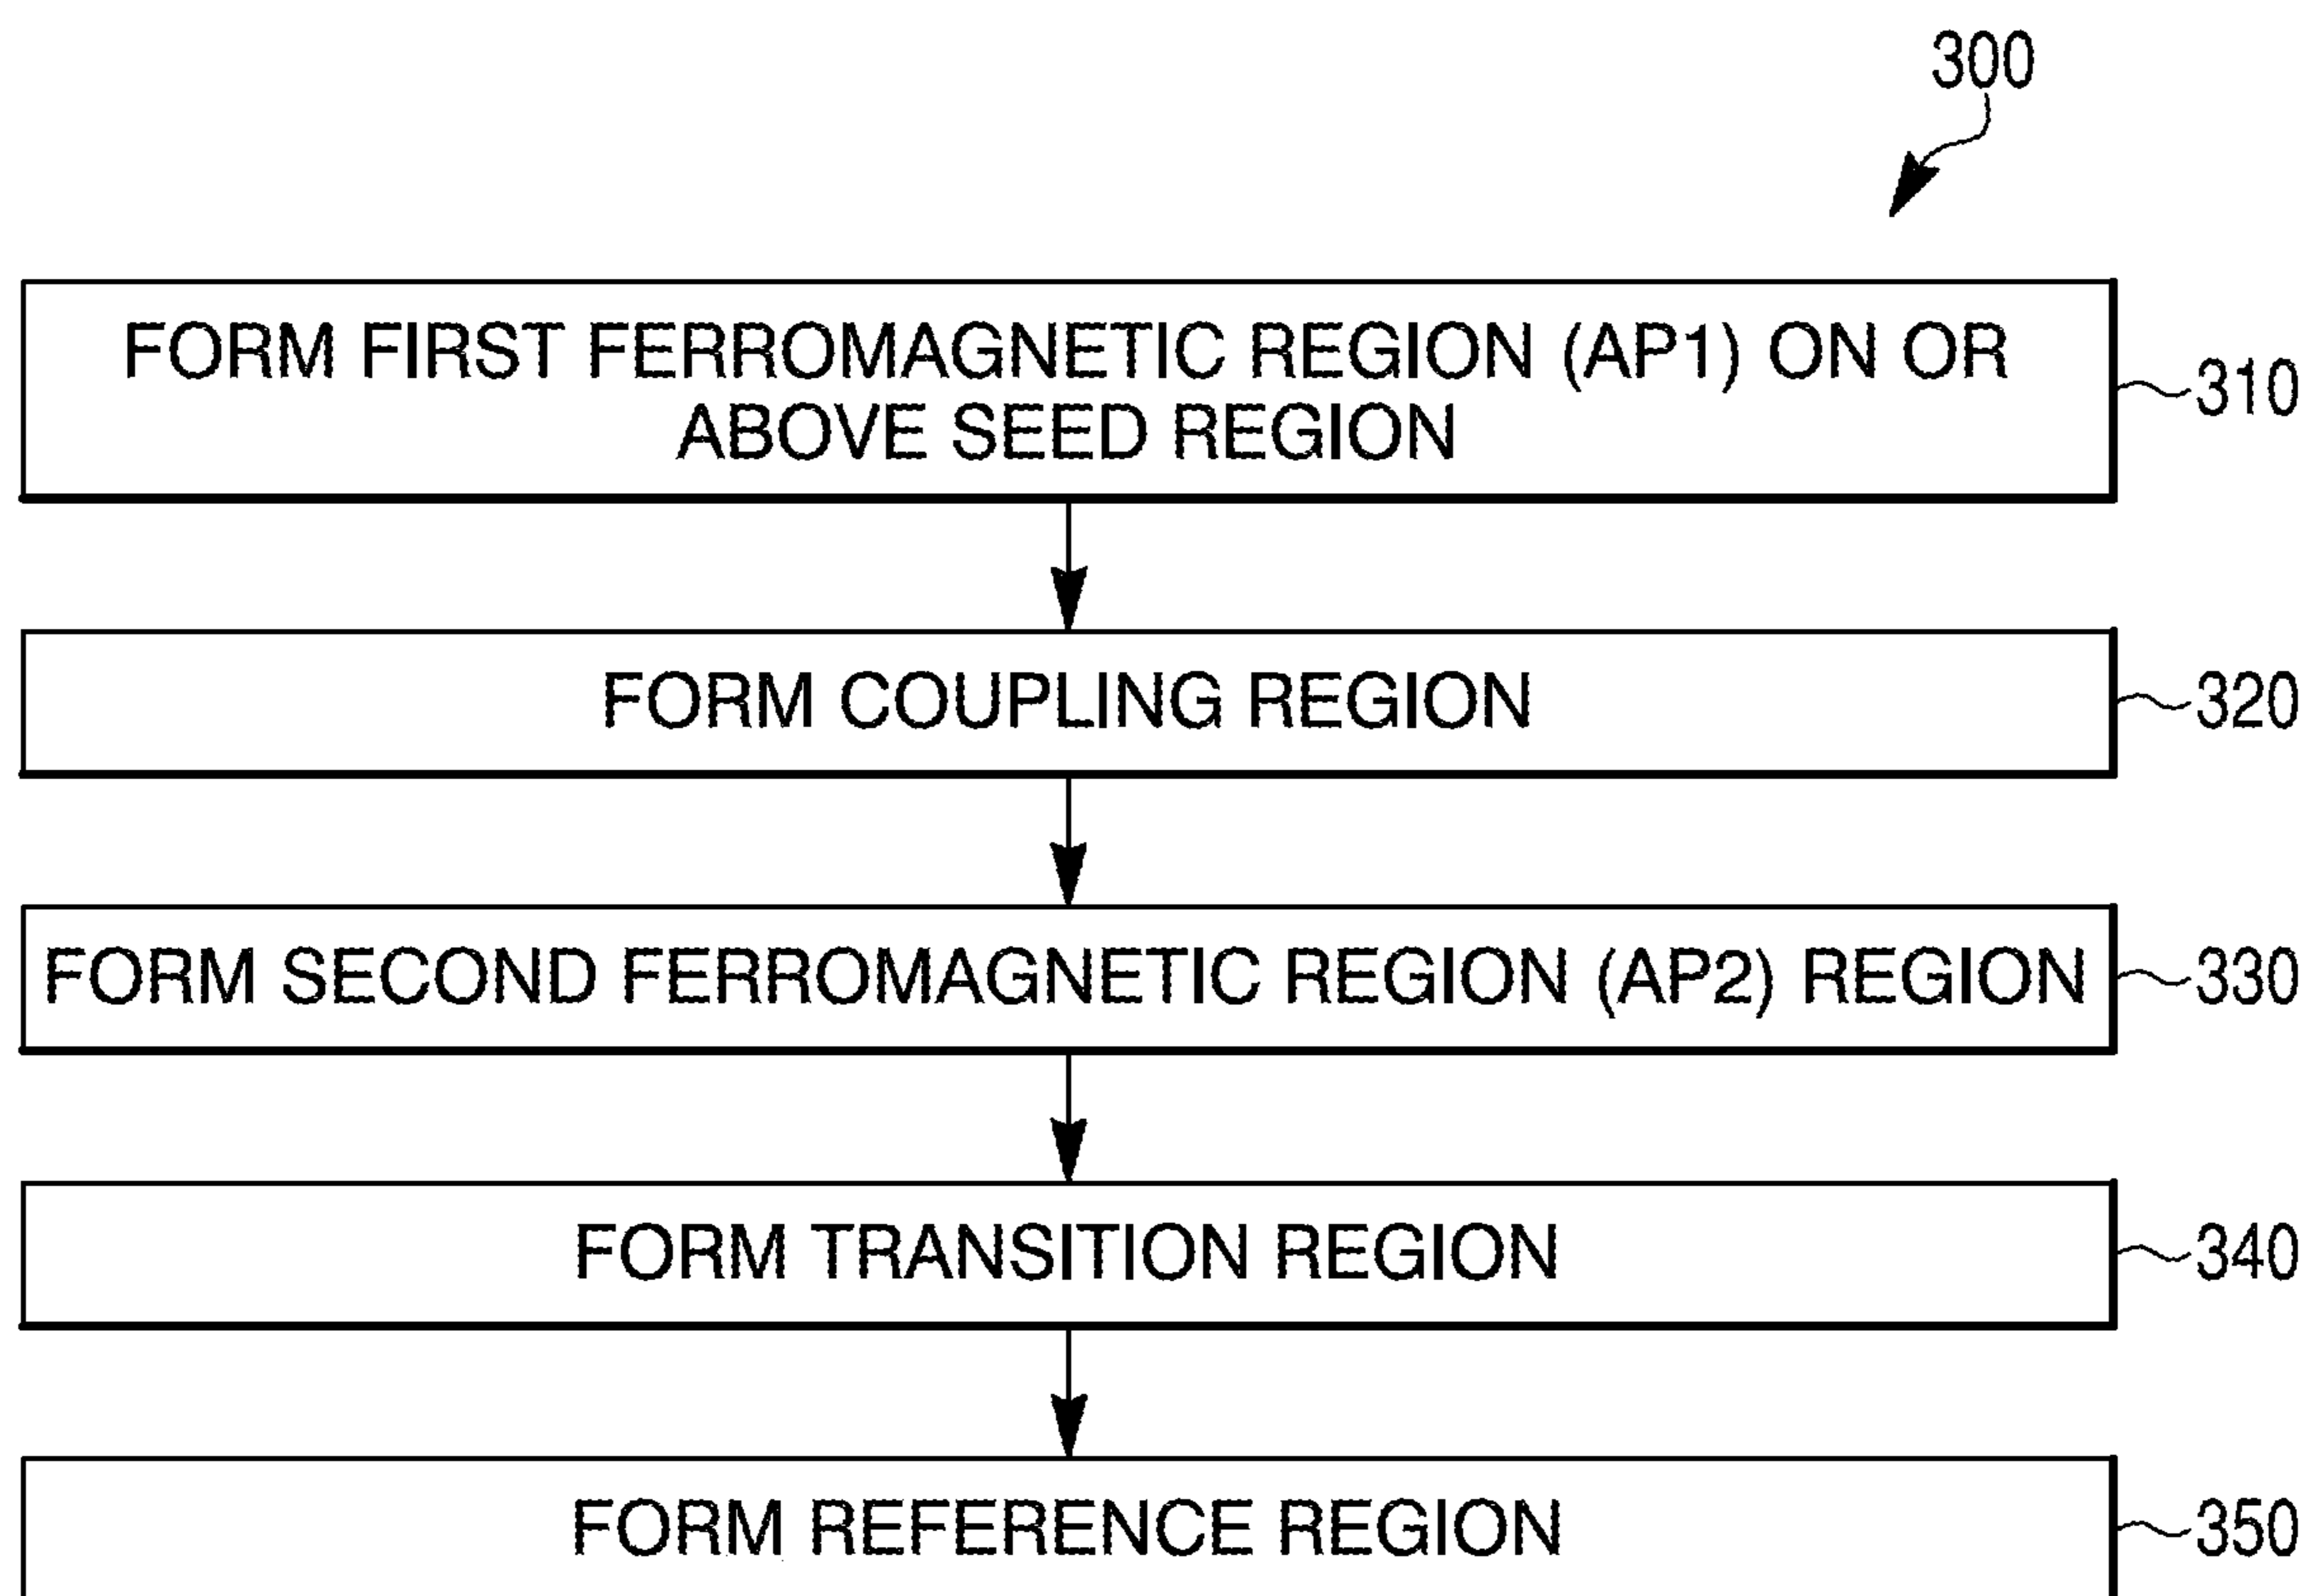 300
FORM FIRST FERROMAGNETIC REGION (AP1) ON OR
ABOVE SEED REGION
310
FORM COUPLING REGION
320
FORM SECOND FERROMAGNETIC REGION (AP2) REGION
330
FORM TRANSITION REGION
340
FORM REFERENCE REGION
350